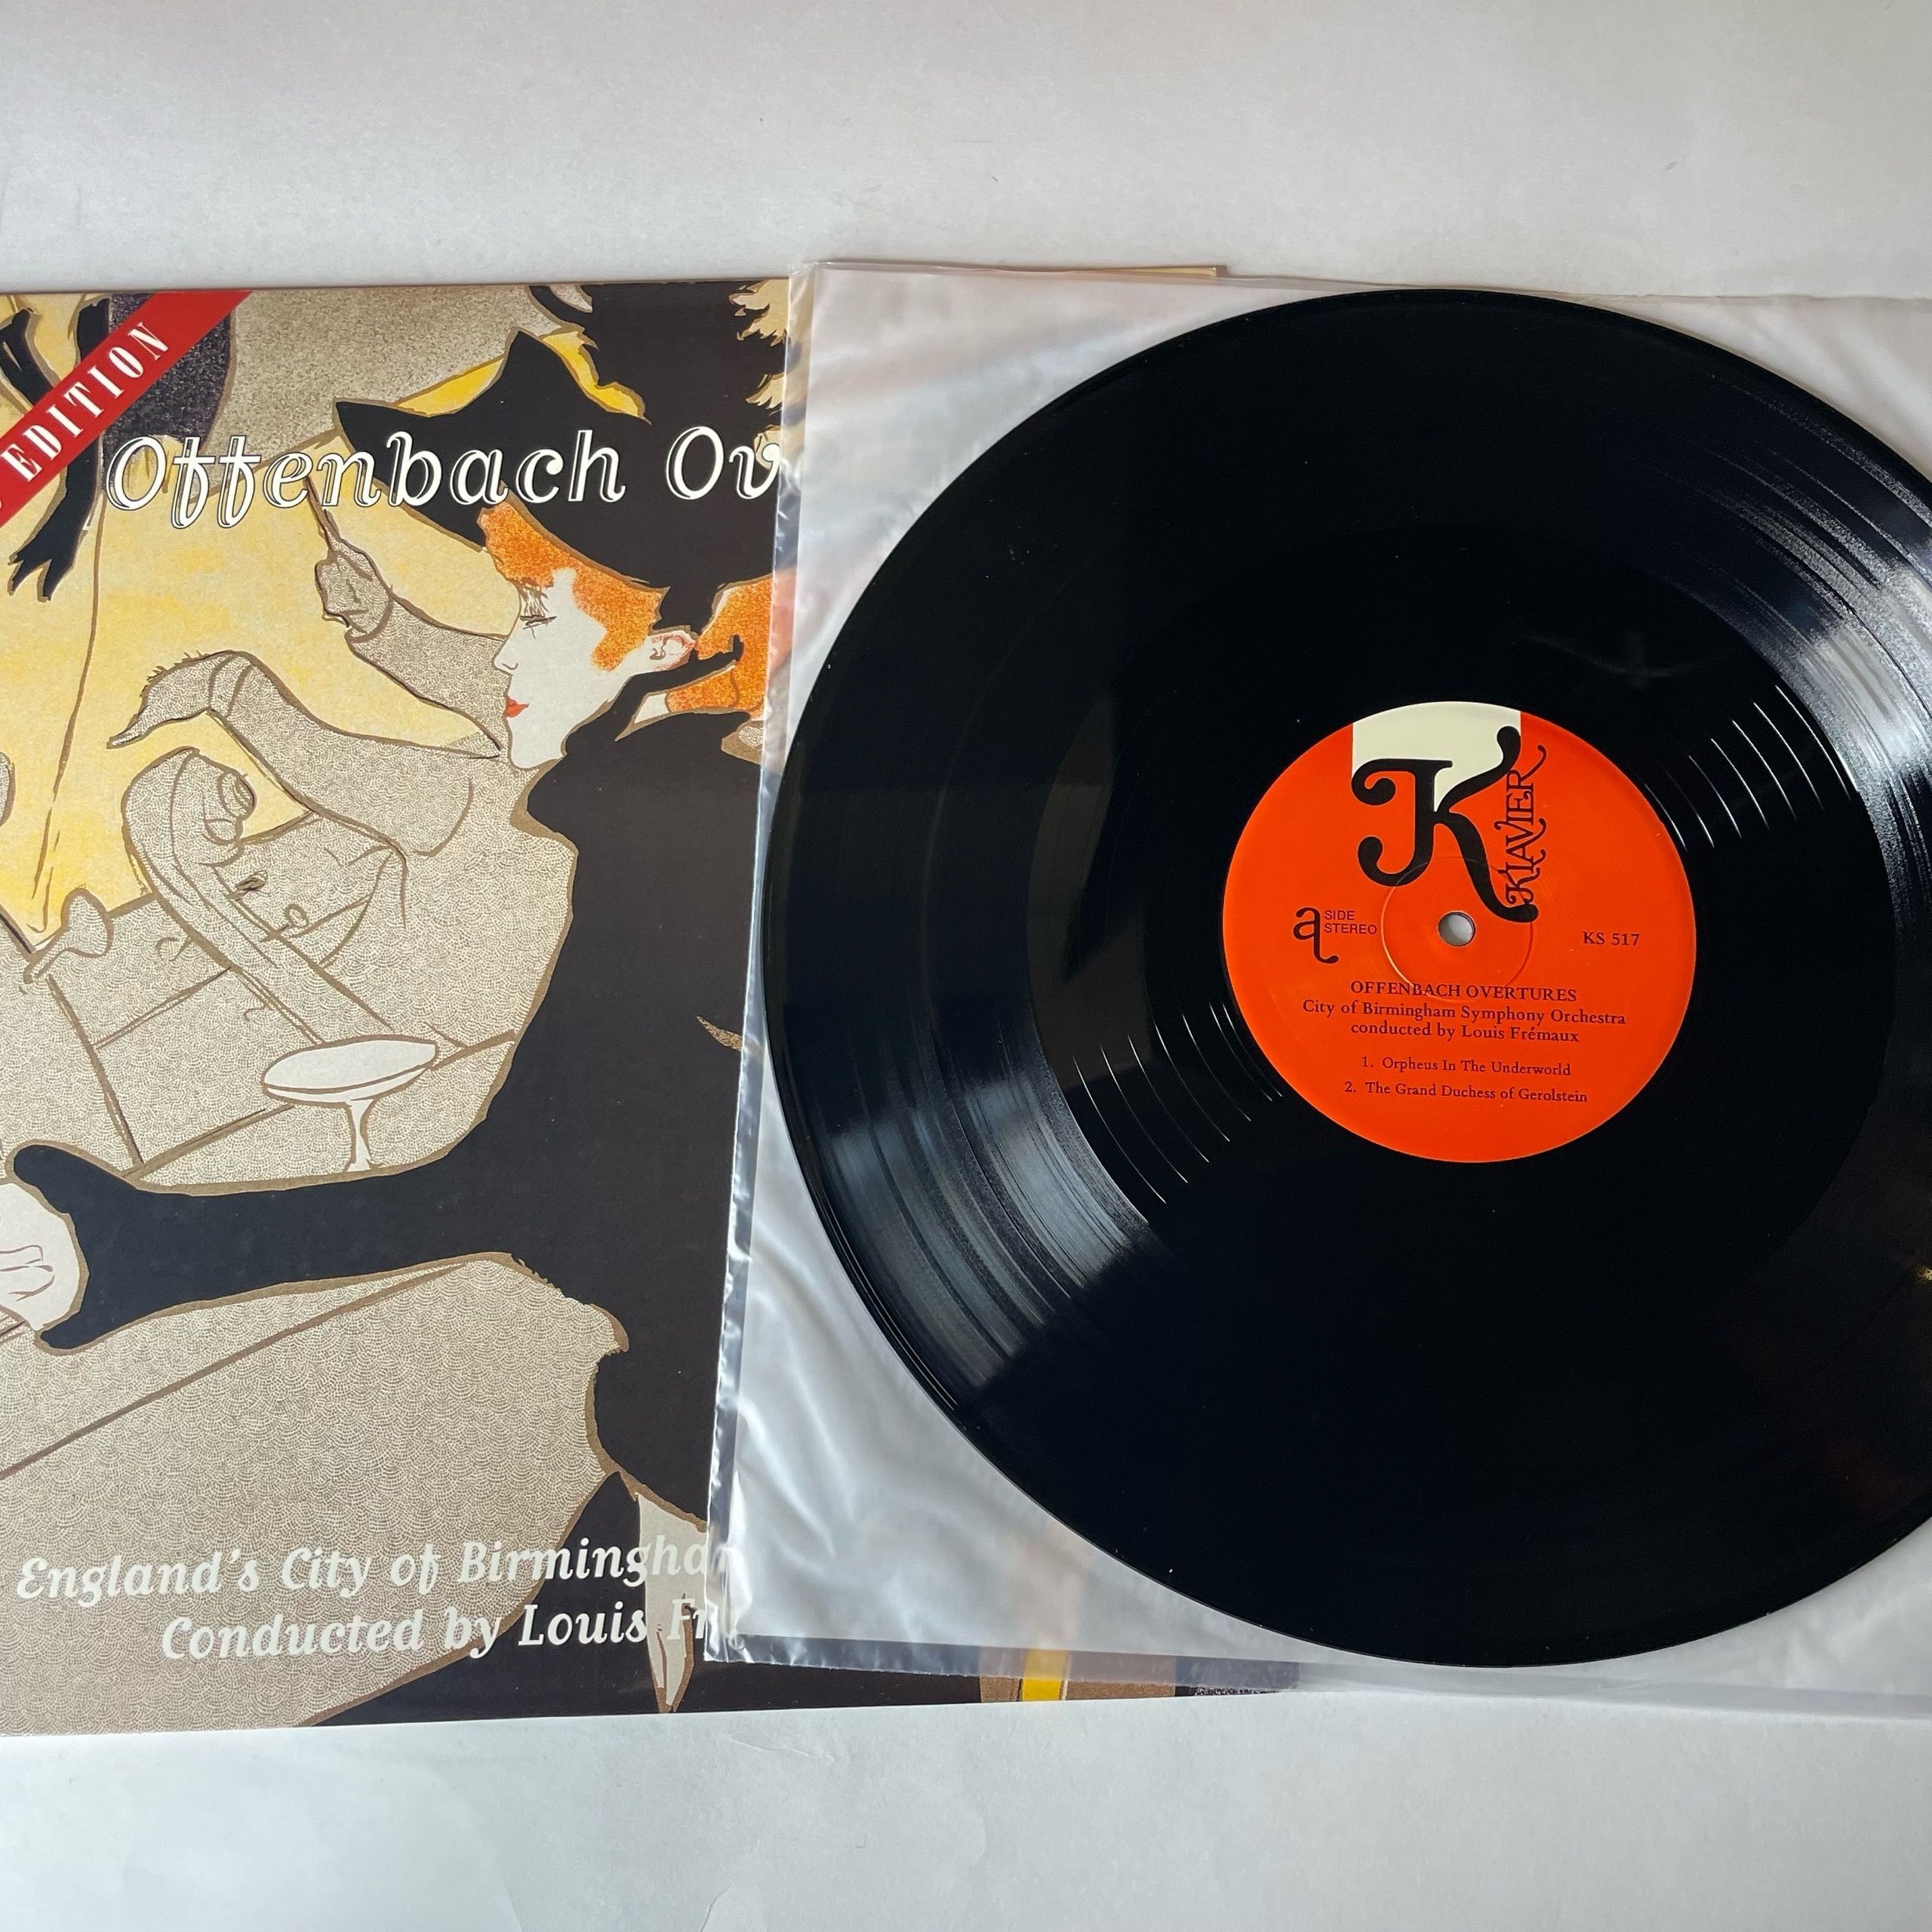 EDITION
Offenbach Ov
England's City of Birmingha
Conducted by Louis Fr
K
KLAVIER
a SIDE
STEREO
KS 517
OFFENBACH OVERTURES
City of Birmingham Symphony Orchestra
conducted by Louis Frémaux
1. Orpheus In The Underworld
2. The Grand Duchess of Gerolstein